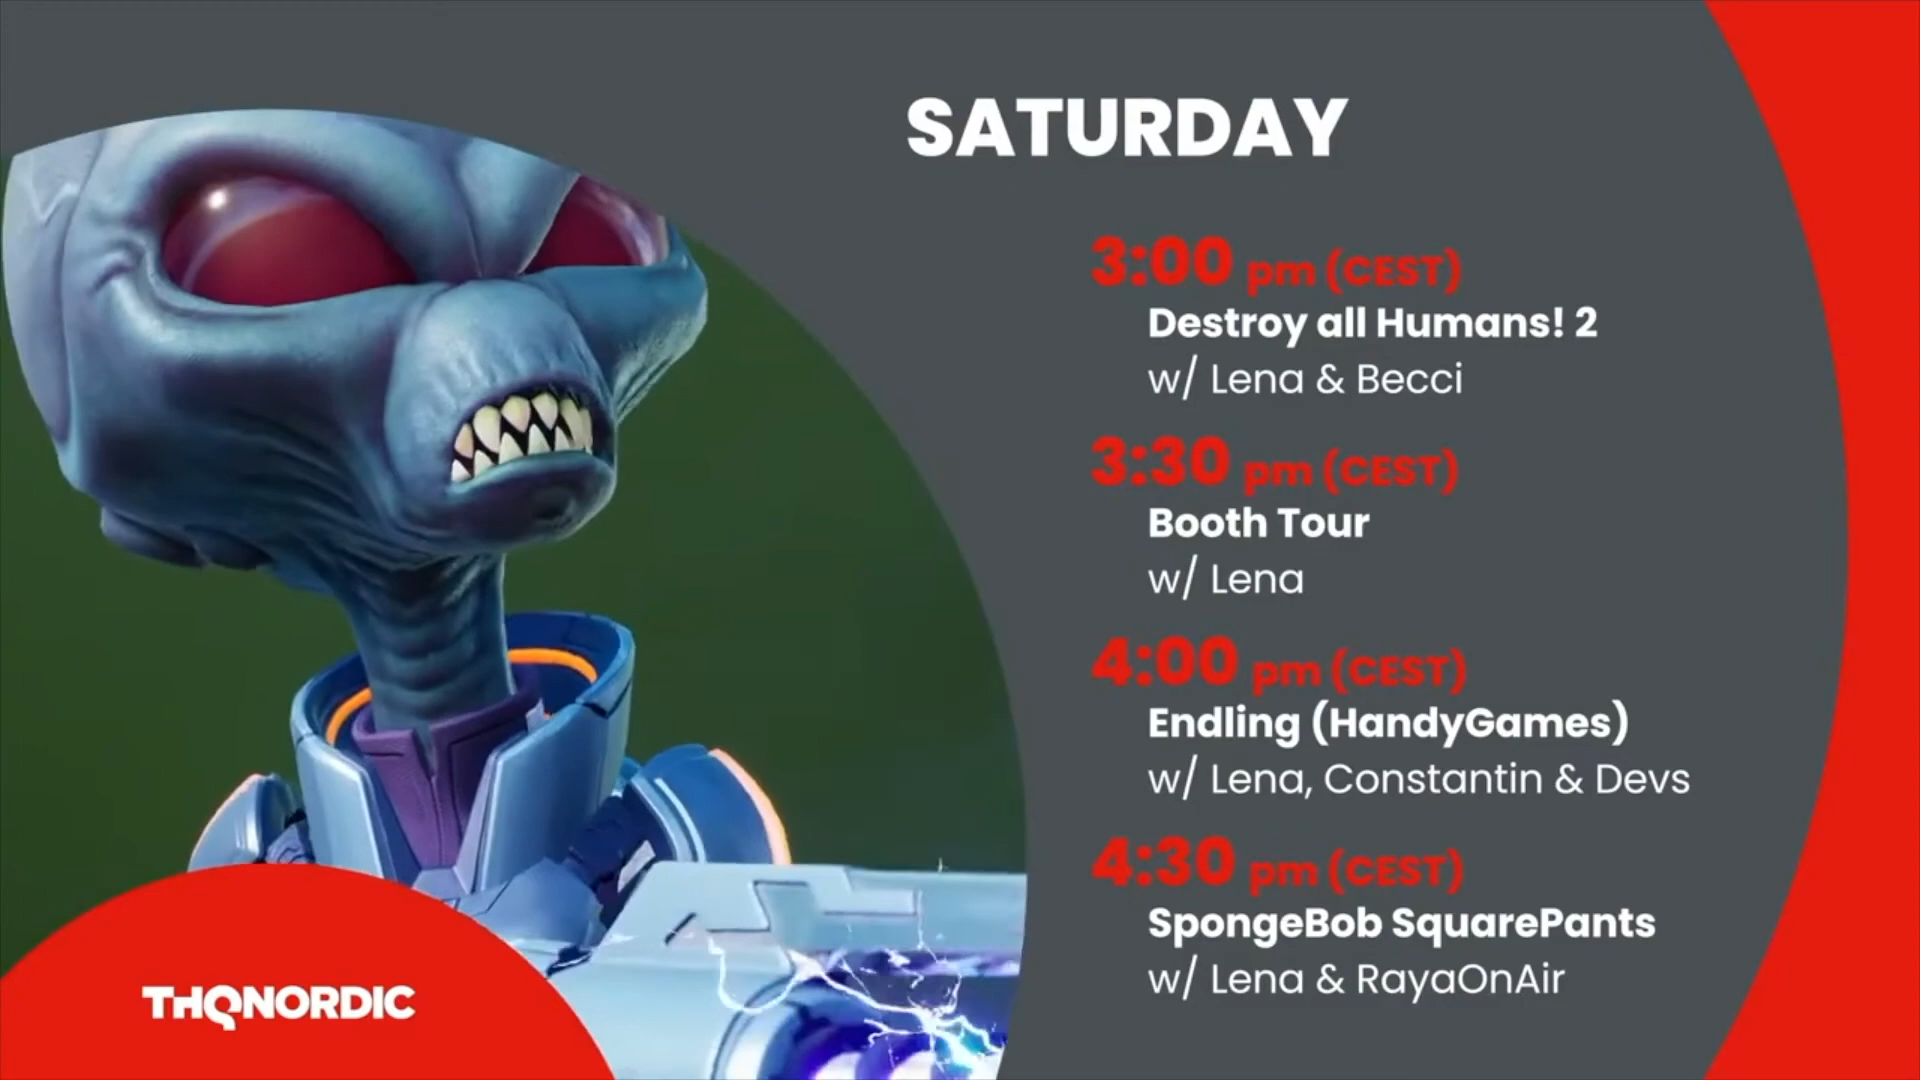 SATURDAY
3:00 pm (CEST)
Destroy all Humans! 2
w/ Lena & Becci
3:30 pm (CEST)
Booth Tour
w/ Lena
4:00 pm (CEST)
Endling (HandyGames)
w/ Lena, Constantin & Devs
4:30 pm (CEST)
SpongeBob SquarePants
w/ Lena & RayaOnAir
THQNORDIC